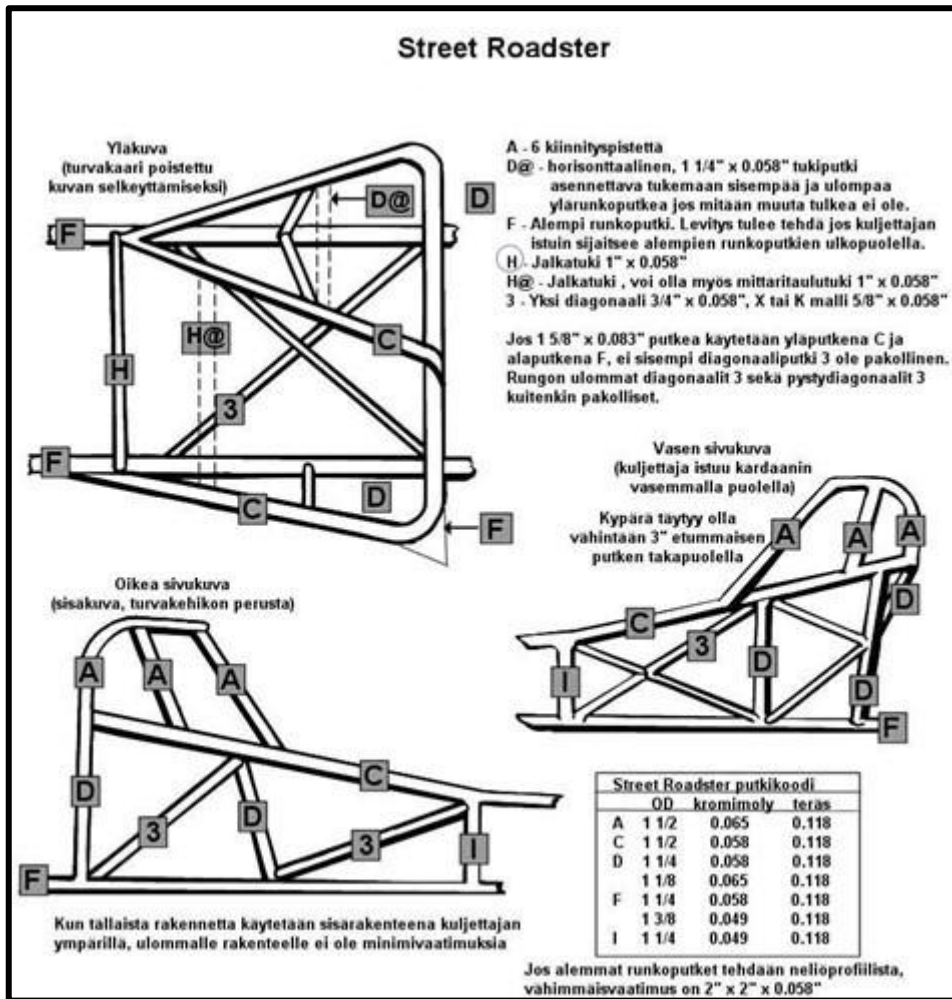 Street Roadster
Yläkuva
(turvakaari poistettu
kuvan selkeyttämiseksi)
A - 6 kiinnityspistettä
D@ - horisonttaalinen, 1 1/4" x 0.058" tukiputki
asennettava tukemaan sisempää ja ulompaa
ylärunkoputkea jos mitään muuta tulkea ei ole.
F - Alempi runkoputki. Levitys tulee tehdä jos kuljettajan
istuin sijaitsee alempien runkoputkien ulkopuolella.
H - Jalkatuki 1" x 0.058"
H@ - Jalkatuki , voi olla myös mittaritaulutuki 1" x 0.058"
3 - Yksi diagonaali 3/4" x 0.058", X tai K malli 5/8" x 0.058"
Jos 1 5/8" x 0.083" putkea käytetään yläputkena C ja
alaputkena F, ei sisempi diagonaaliputki 3 ole pakollinen.
Rungon ulommat diagonaalit 3 sekä pystydiagonaalit 3
kuitenkin pakolliset.
D@
D
F
H@
C
H
3
F
D
C
F
Vasen sivukuva
(kuljettaja istuu kardaanin
vasemmalla puolella)
Kypärä täytyy olla
vähintään 3" etummaisen
putken takapuolella
A
A
A
D
C
3
D
I
D
F
Oikea sivukuva
(sisäkuva, turvakehikon perusta)
A
A
A
C
D
D
3
3
I
F
Kun tällaista rakennetta käytetään sisärakenteena kuljettajan
ympärillä, ulommalle rakenteelle ei ole minimivaatimuksia
Street Roadster putkikoodi
OD kromimoly teräs
A 1 1/2 0.065 0.118
C 1 1/2 0.058 0.118
D 1 1/4 0.058 0.118
1 1/8 0.065 0.118
F 1 1/4 0.058 0.118
1 3/8 0.049 0.118
I 1 1/4 0.049 0.118
Jos alemmat runkoputket tehdään neliöprofiilista,
vähimmäisvaatimus on 2" x 2" x 0.058"